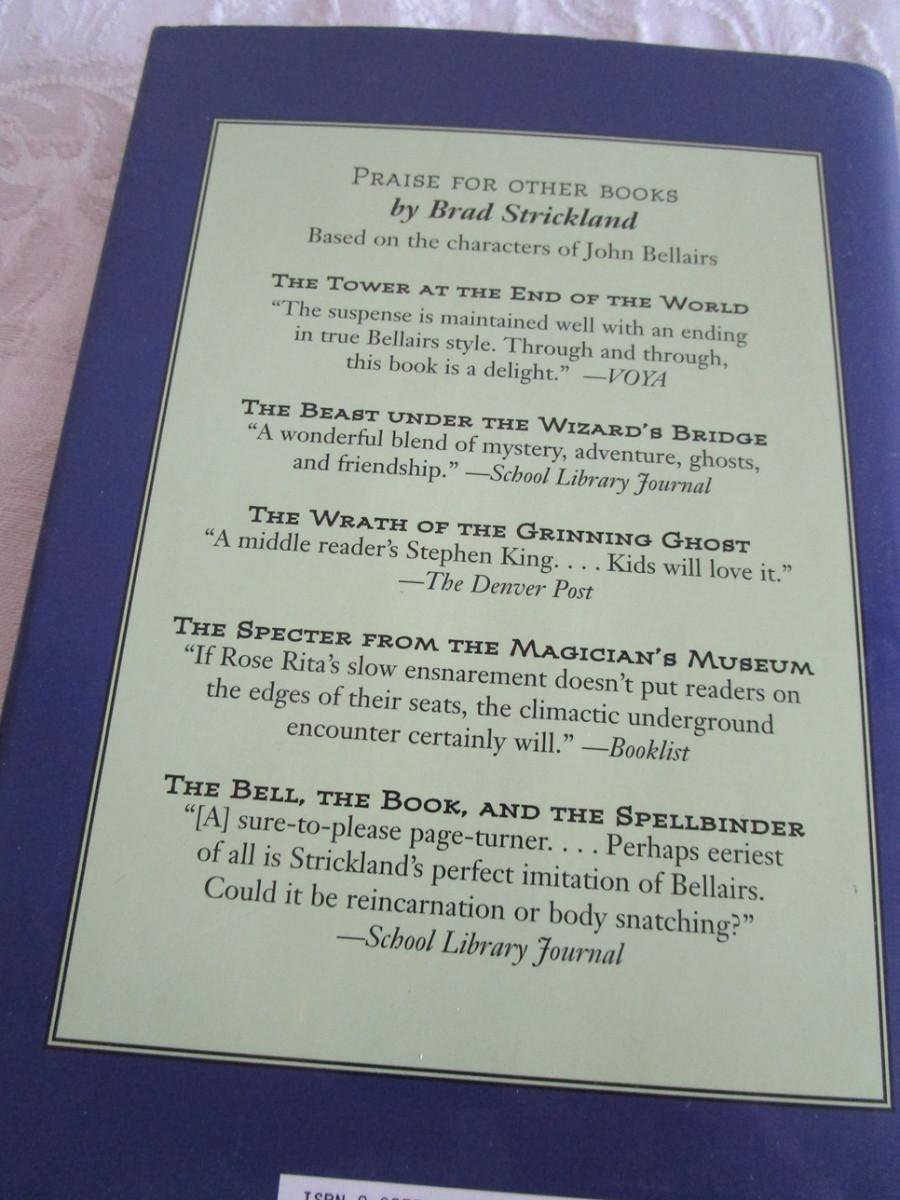 PRAISE FOR OTHER BOOKS
by Brad Strickland
Based on the characters of John Bellairs
THE TOWER AT THE END OF THE WORLD
“The suspense is maintained well with an ending
in true Bellairs style. Through and through,
this book is a delight.” —VOYA
THE BEAST UNDER THE WIZARD’S BRIDGE
“A wonderful blend of mystery, adventure, ghosts,
and friendship.” —School Library Journal
THE WRATH OF THE GRINNING GHOST
“A middle reader’s Stephen King. . . . Kids will love it.”
—The Denver Post
THE SPECTER FROM THE MAGICIAN’S MUSEUM
“If Rose Rita’s slow ensnarement doesn’t put readers on
the edges of their seats, the climactic underground
encounter certainly will.” —Booklist
THE BELL, THE BOOK, AND THE SPELLBINDER
“[A] sure-to-please page-turner. . . . Perhaps eeriest
of all is Strickland’s perfect imitation of Bellairs.
Could it be reincarnation or body snatching?”
—School Library Journal
ISBN 0